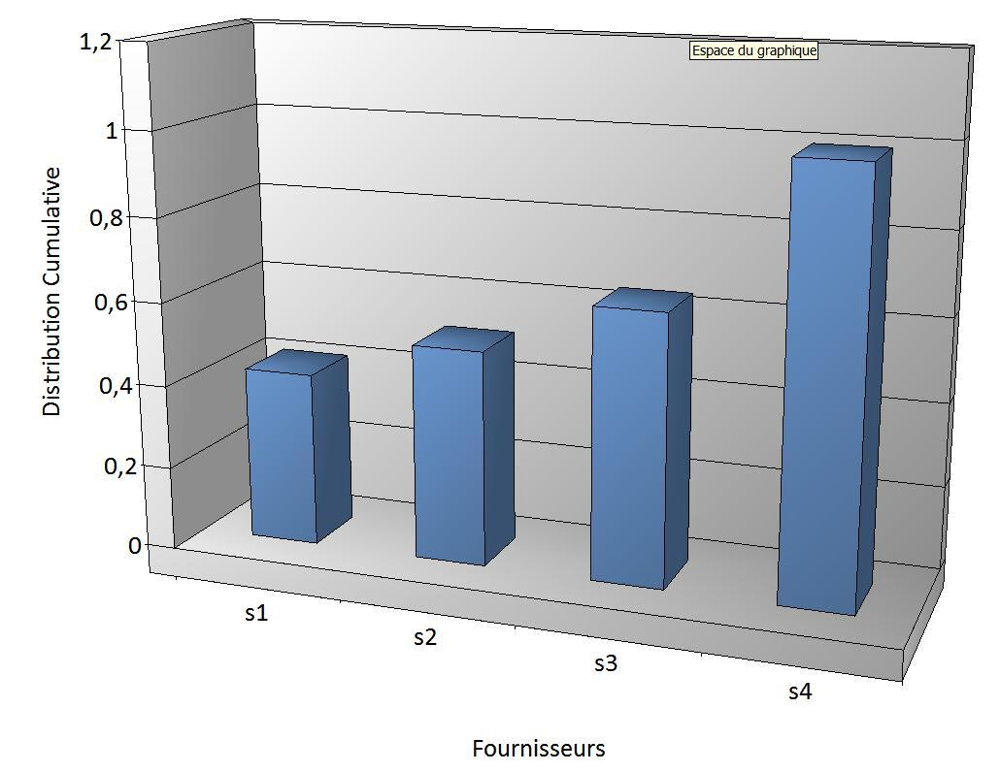 Espace du graphique
Distribution Cumulative
1,2
1
0,8
0,6
0,4
0,2
0
s1
s2
s3
s4
Fournisseurs